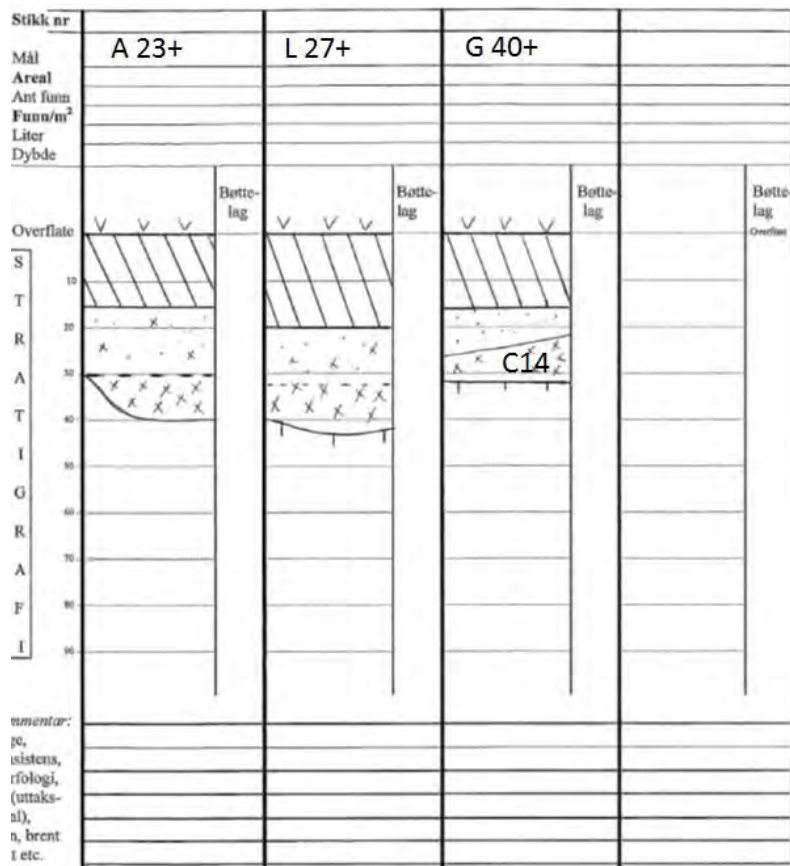 Stikk nr
A 23+ L 27+ G 40+
Mål
Areal
Ant funn
Funn/m²
Liter
Dybde
Bøtte-
lag
Bøtte-
lag
Bøtte-
lag
Bøtte-
lag
Overflate
Overflate
S
T
R
A
T
I
G
R
A
F
I
10
20
30
40
50
60
70
80
90
C14
mmentar:
ge,
sistens,
rfologi,
(uttaks-
al),
n, brent
t etc.